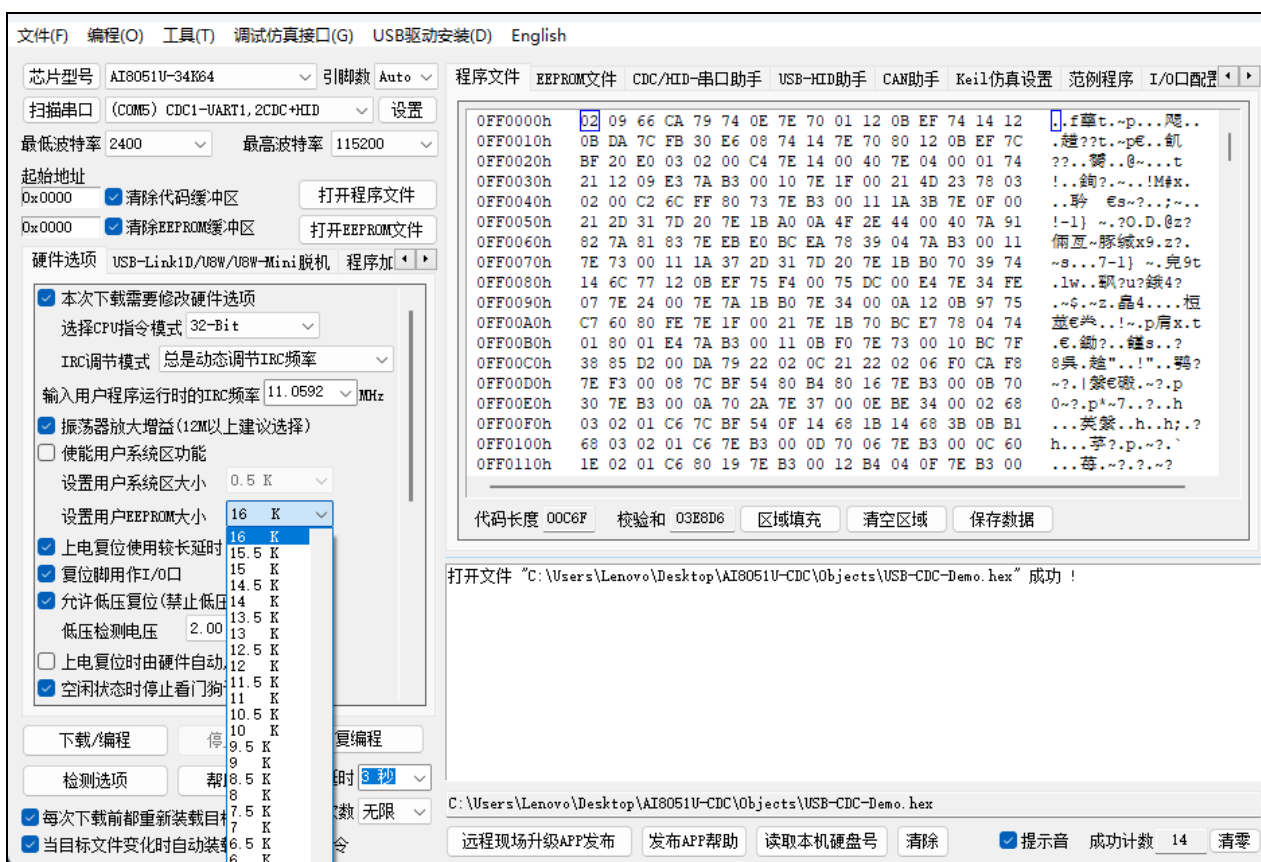 文件(F) 编程(O) 工具(T) 调试仿真接口(G) USB驱动安装(D) English
芯片型号 AI8051U-34K64 引脚数 Auto
扫描串口 (COM5) CDC1-UART1,2CDC+HID 设置
最低波特率 2400 最高波特率 115200
起始地址
0x0000 清除代码缓冲区 打开程序文件
0x0000 清除EEPROM缓冲区 打开EEPROM文件
硬件选项 USB-Link1D/U8W/U8W-Mini脱机 程序加
本次下载需要修改硬件选项
选择CPU指令模式 32-Bit
IRC调节模式 总是动态调节IRC频率
输入用户程序运行时的IRC频率 11.0592 MHz
振荡器放大增益(12M以上建议选择)
使能用户系统区功能
设置用户系统区大小 0.5 K
设置用户EEPROM大小 16 K
16 K
上电复位使用较长延时 15.5 K
15 K
复位脚用作I/O口 14.5 K
允许低压复位(禁止低压 14 K
13.5 K
低压检测电压 2.00 13 K
12.5 K
上电复位时由硬件自动 12 K
空闲状态时停止看门狗 11.5 K
11 K
10.5 K
下载/编程 停 10 K 复编程
9.5 K
9 K
检测选项 帮 8.5 K 延时 3 秒
8 K
每次下载前都重新装载目标 7.5 K 次数 无限
7 K
当目标文件变化时自动装载 6.5 K 令
6 K
程序文件 EEPROM文件 CDC/HID-串口助手 USB-HID助手 CAN助手 Keil仿真设置 范例程序 I/O口配置
0FF0000h 02 09 66 CA 79 74 0E 7E 70 01 12 0B EF 74 14 12
0FF0010h 0B DA 7C FB 30 E6 08 74 14 7E 70 80 12 0B EF 7C
0FF0020h BF 20 E0 03 02 00 C4 7E 14 00 40 7E 04 00 01 74
0FF0030h 21 12 09 E3 7A B3 00 10 7E 1F 00 21 4D 23 78 03
0FF0040h 02 00 C2 6C FF 80 73 7E B3 00 11 1A 3B 7E 0F 00
0FF0050h 21 2D 31 7D 20 7E 1B A0 0A 4F 2E 44 00 40 7A 91
0FF0060h 82 7A 81 83 7E EB E0 BC EA 78 39 04 7A B3 00 11
0FF0070h 7E 73 00 11 1A 37 2D 31 7D 20 7E 1B B0 70 39 74
0FF0080h 14 6C 77 12 0B EF 75 F4 00 75 DC 00 E4 7E 34 FE
0FF0090h 07 7E 24 00 7E 7A 1B B0 7E 34 00 0A 12 0B 97 75
0FF00A0h C7 60 80 FE 7E 1F 00 21 7E 1B 70 BC E7 78 04 74
0FF00B0h 01 80 01 E4 7A B3 00 11 0B F0 7E 73 00 10 BC 7F
0FF00C0h 38 85 D2 00 DA 79 22 02 0C 21 22 02 06 F0 CA F8
0FF00D0h 7E F3 00 08 7C BF 54 80 B4 80 16 7E B3 00 0B 70
0FF00E0h 30 7E B3 00 0A 70 2A 7E 37 00 0E BE 34 00 02 68
0FF00F0h 03 02 01 C6 7C BF 54 0F 14 68 1B 14 68 3B 0B B1
0FF0100h 68 03 02 01 C6 7E B3 00 0D 70 06 7E B3 00 0C 60
0FF0110h 1E 02 01 C6 80 19 7E B3 00 12 B4 04 0F 7E B3 00
代码长度 00C6F 校验和 03E8D6 区域填充 清空区域 保存数据
打开文件 "C:\Users\Lenovo\Desktop\AI8051U-CDC\Objects\USB-CDC-Demo.hex" 成功 !
C:\Users\Lenovo\Desktop\AI8051U-CDC\Objects\USB-CDC-Demo.hex
远程现场升级APP发布 发布APP帮助 读取本机硬盘号 清除 提示音 成功计数 14 清零